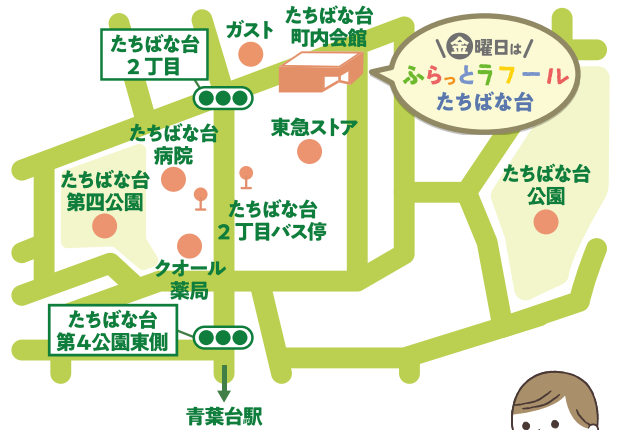 ガスト
たちばな台
町内会館
\㊎曜日は/
ふらっとラフール
たちばな台
たちばな台
２丁目
東急ストア
たちばな台
病院
たちばな台
第四公園
たちばな台
２丁目バス停
たちばな台
公園
クオール
薬局
たちばな台
第４公園東側
青葉台駅